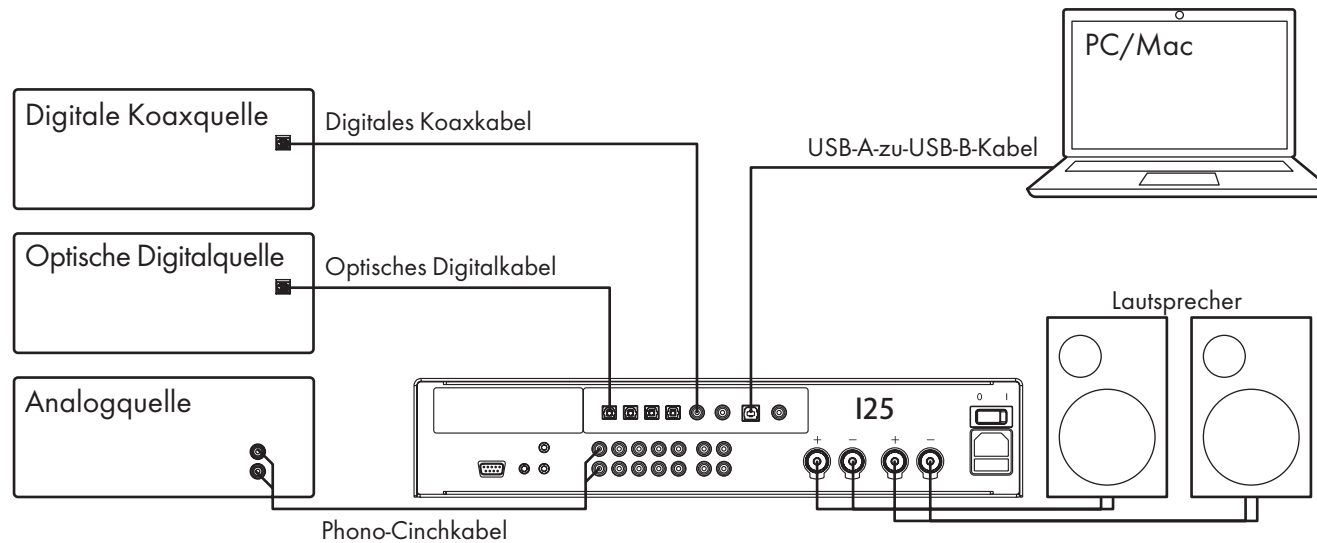 PC/Mac
Digitale Koaxquelle
Digitales Koaxkabel
USB-A-zu-USB-B-Kabel
Optische Digitalquelle
Optisches Digitalkabel
Lautsprecher
Analogquelle
I25
0 I
+ − + −
Phono-Cinchkabel